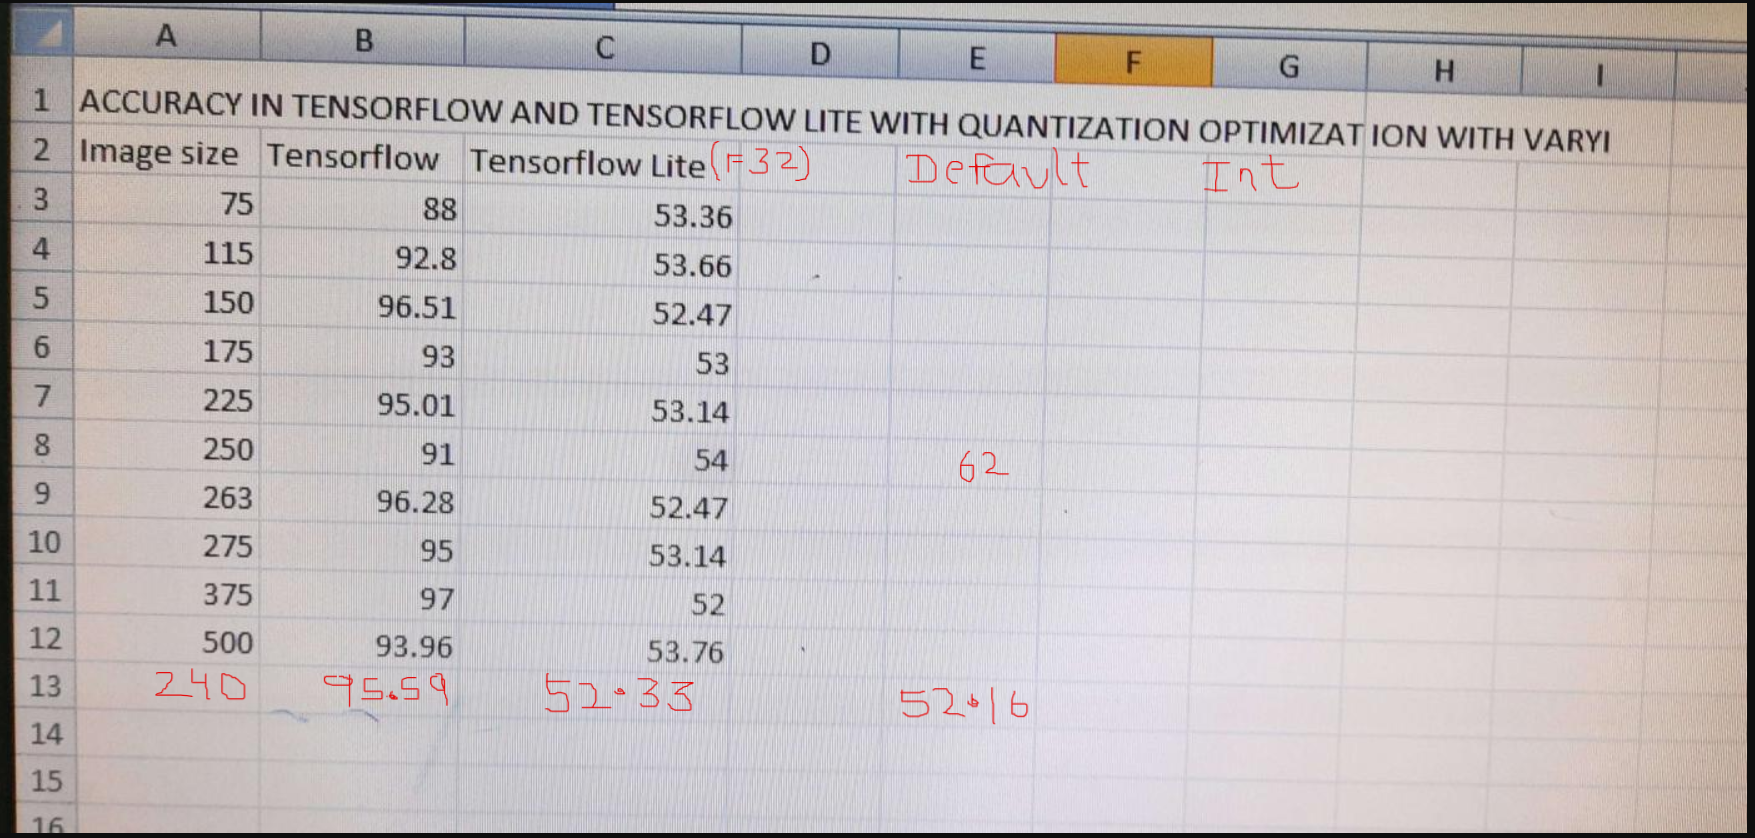 A B C D E F G H I
1 ACCURACY IN TENSORFLOW AND TENSORFLOW LITE WITH QUANTIZATION OPTIMIZATION WITH VARYI
2 Image size Tensorflow Tensorflow Lite (F32) Default Int
3 75 88 53.36
4 115 92.8 53.66
5 150 96.51 52.47
6 175 93 53
7 225 95.01 53.14
8 250 91 54 62
9 263 96.28 52.47
10 275 95 53.14
11 375 97 52
12 500 93.96 53.76
13 240 95.59 52.33 52.16
14
15
16